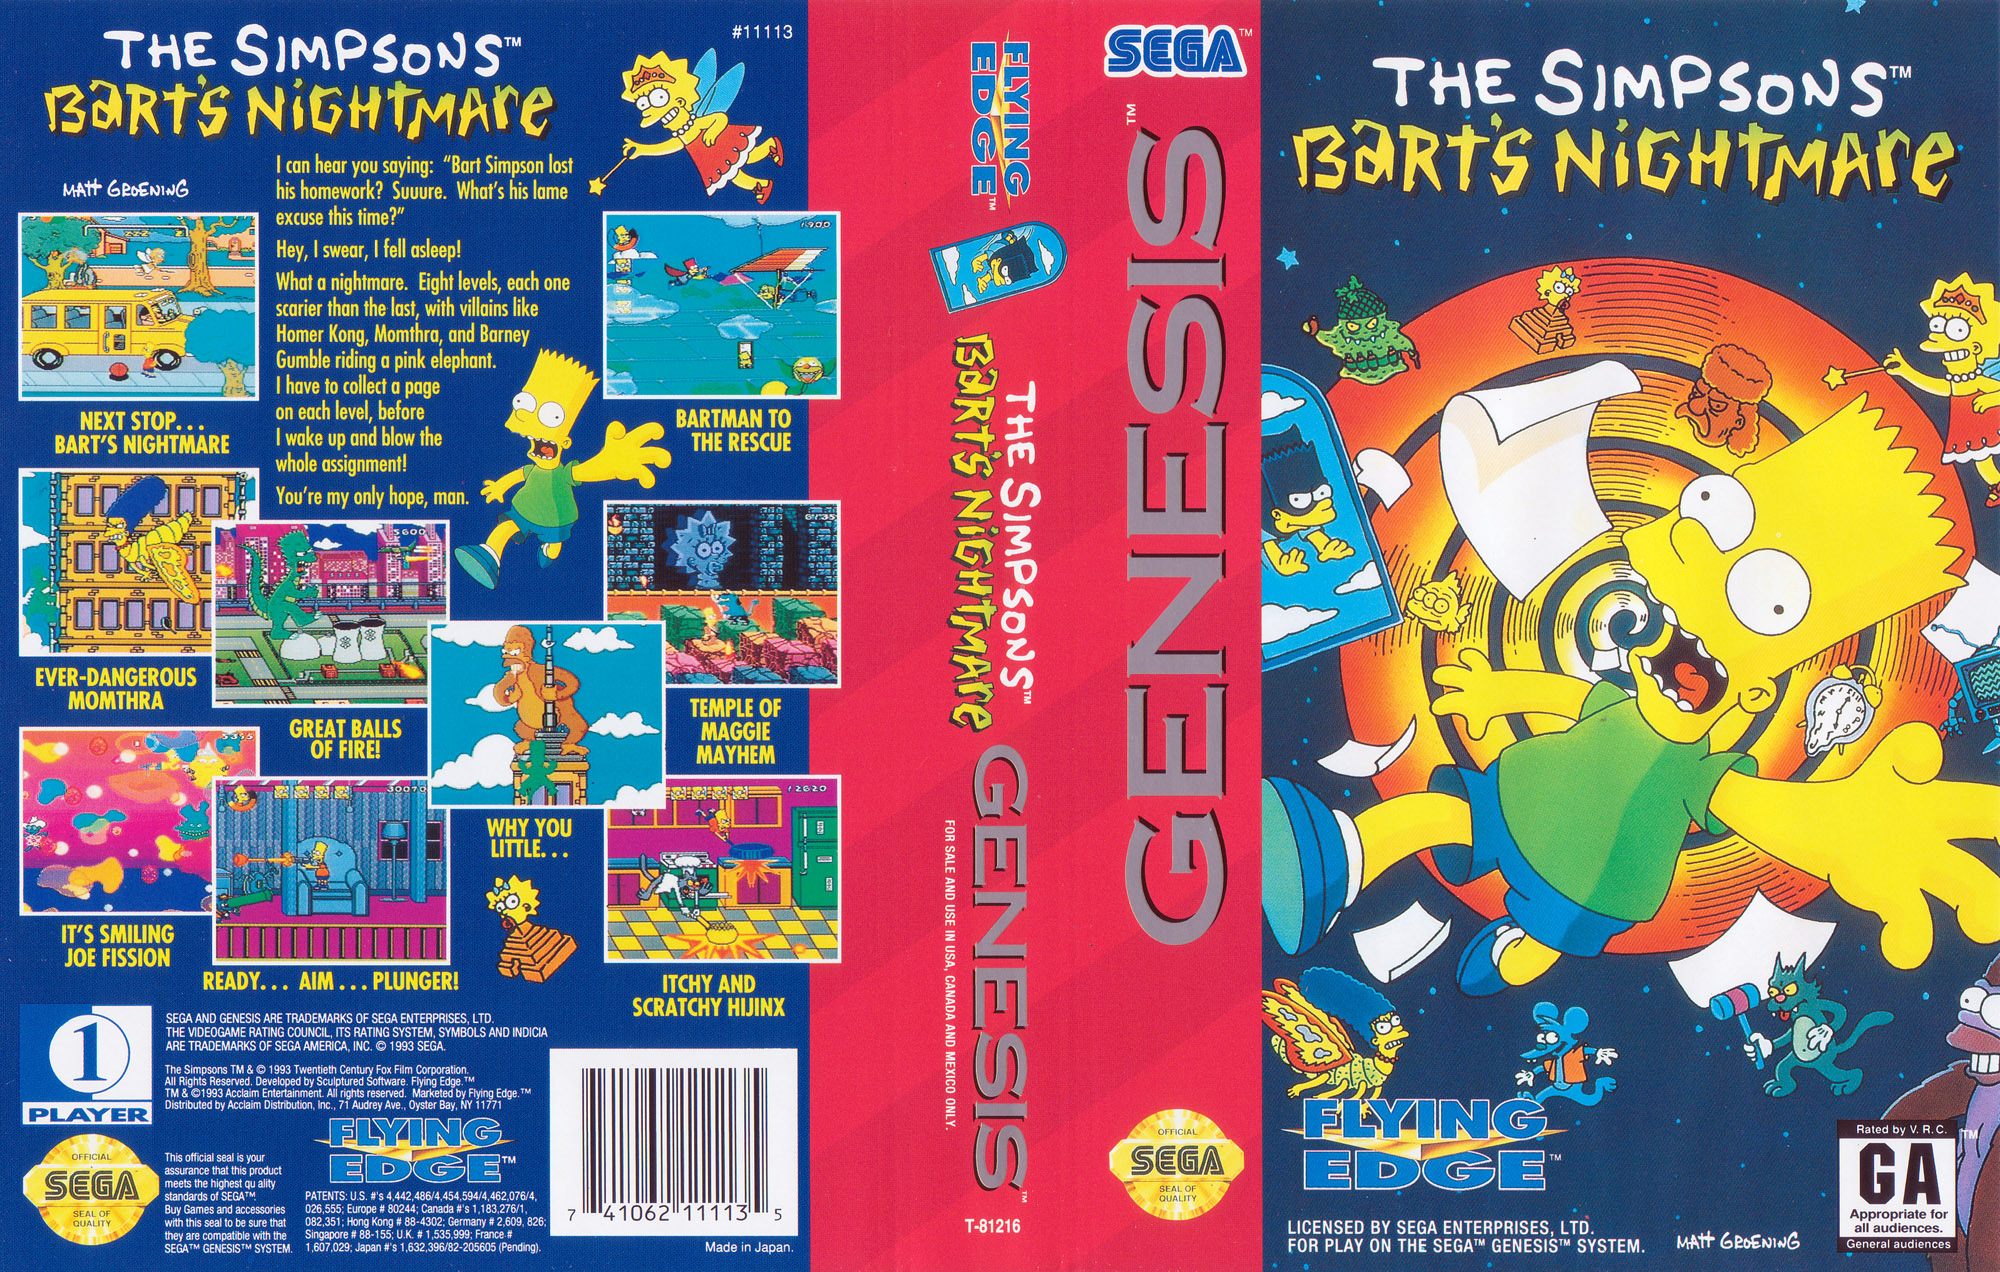 THE SIMPSONS™
BART'S NIGHTMARE
#11113
MATT GROENING
I can hear you saying: "Bart Simpson lost
his homework? Suuure. What's his lame
excuse this time?"
Hey, I swear, I fell asleep!
What a nightmare. Eight levels, each one
scarier than the last, with villains like
Homer Kong, Momthra, and Barney
Gumble riding a pink elephant.
I have to collect a page
on each level, before
I wake up and blow the
whole assignment!
You're my only hope, man.
NEXT STOP...
BART'S NIGHTMARE
1900
BARTMAN TO
THE RESCUE
EVER-DANGEROUS
MOMTHRA
5600
GREAT BALLS
OF FIRE!
TEMPLE OF
MAGGIE
MAYHEM
IT'S SMILING
JOE FISSION
30070
READY... AIM... PLUNGER!
WHY YOU
LITTLE...
12620
ITCHY AND
SCRATCHY HIJINX
1
PLAYER
SEGA AND GENESIS ARE TRADEMARKS OF SEGA ENTERPRISES, LTD.
THE VIDEOGAME RATING COUNCIL, ITS RATING SYSTEM, SYMBOLS AND INDICIA
ARE TRADEMARKS OF SEGA AMERICA, INC. © 1993 SEGA.
The Simpsons TM & © 1993 Twentieth Century Fox Film Corporation.
All Rights Reserved. Developed by Sculptured Software. Flying Edge.™
TM & ©1993 Acclaim Entertainment. All rights reserved. Marketed by Flying Edge.™
Distributed by Acclaim Distribution, Inc., 71 Audrey Ave., Oyster Bay, NY 11771
OFFICIAL
SEGA
SEAL OF
QUALITY
This official seal is your
assurance that this product
meets the highest qu ality
standards of SEGA™
Buy Games and accessories
with this seal to be sure that
they are compatible with the
SEGA™ GENESIS™ SYSTEM.
FLYING
EDGE™
PATENTS: U.S. #'s 4,442,486/4,454,594/4,462,076/4,
026,555; Europe # 80244; Canada #'s 1,183,276/1,
082,351; Hong Kong # 88-4302; Germany # 2,609, 826;
Singapore # 88-155; U.K. # 1,535,999; France #
1,607,029; Japan #'s 1,632,396/82-205605 (Pending).
7 41062 11113 5
Made in Japan.
FLYING
EDGE™
THE SIMPSONS™
BART'S NIGHTMARE
GENESIS™
FOR SALE AND USE IN USA, CANADA AND MEXICO ONLY.
T-81216
SEGA™
GENESIS™
OFFICIAL
SEGA
SEAL OF
QUALITY
THE SIMPSONS™
BART'S NIGHTMARE
FLYING
EDGE™
LICENSED BY SEGA ENTERPRISES, LTD.
FOR PLAY ON THE SEGA™ GENESIS™ SYSTEM.
MATT GROENING
Rated by V. R.C.
TM
GA
Appropriate for
all audiences.
General audiences